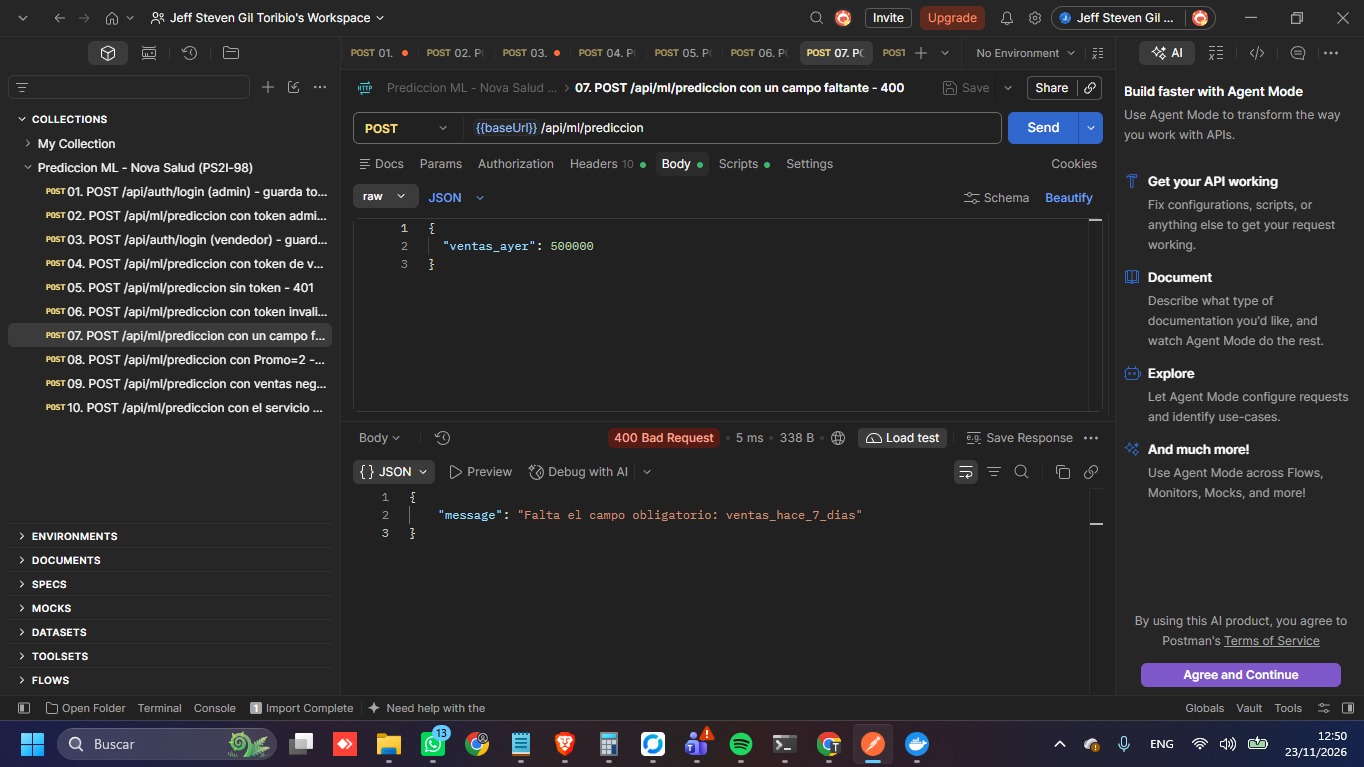 Jeff Steven Gil Toribio's Workspace
Invite
Upgrade
Jeff Steven Gil ...
POST 01.
POST 02. P
POST 03.
POST 04. P
POST 05. P
POST 06. P
POST 07. PC
POST
No Environment
AI
Prediccion ML - Nova Salud ... > 07. POST /api/ml/prediccion con un campo faltante - 400
Save
Share
POST
{{baseUrl}} /api/ml/prediccion
Send
Docs
Params
Authorization
Headers 10
Body
Scripts
Settings
Cookies
raw
JSON
Schema
Beautify
1 {
2 "ventas_ayer": 500000
3 }
COLLECTIONS
My Collection
Prediccion ML - Nova Salud (PS2I-98)
POST 01. POST /api/auth/login (admin) - guarda to...
POST 02. POST /api/ml/prediccion con token admi...
POST 03. POST /api/auth/login (vendedor) - guard...
POST 04. POST /api/ml/prediccion con token de v...
POST 05. POST /api/ml/prediccion sin token - 401
POST 06. POST /api/ml/prediccion con token invali...
POST 07. POST /api/ml/prediccion con un campo f...
POST 08. POST /api/ml/prediccion con Promo=2 -...
POST 09. POST /api/ml/prediccion con ventas neg...
POST 10. POST /api/ml/prediccion con el servicio ...
ENVIRONMENTS
DOCUMENTS
SPECS
MOCKS
DATASETS
TOOLSETS
FLOWS
Body
400 Bad Request
5 ms
338 B
Load test
e.g. Save Response
{} JSON
Preview
Debug with AI
1 {
2 "message": "Falta el campo obligatorio: ventas_hace_7_dias"
3 }
Build faster with Agent Mode
Use Agent Mode to transform the way
you work with APIs.
Get your API working
Fix configurations, scripts, or
anything else to get your request
working.
Document
Describe what type of
documentation you'd like, and
watch Agent Mode do the rest.
Explore
Let Agent Mode configure requests
and identify use-cases.
And much more!
Use Agent Mode across Flows,
Monitors, Mocks, and more!
By using this AI product, you agree to
Postman's Terms of Service
Agree and Continue
Open Folder
Terminal
Console
1 Import Complete
Need help with the
Globals
Vault
Tools
Buscar
13
ENG
12:50
23/11/2026